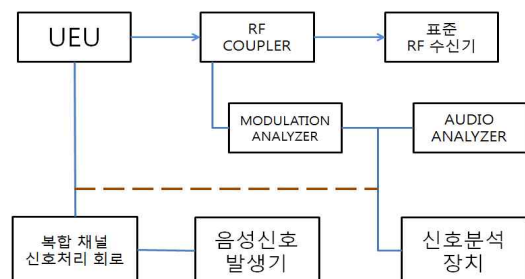 UEU
RF
COUPLER
표준
RF 수신기
MODULATION
ANALYZER
AUDIO
ANALYZER
복합 채널
신호처리 회로
음성신호
발생기
신호분석
장치